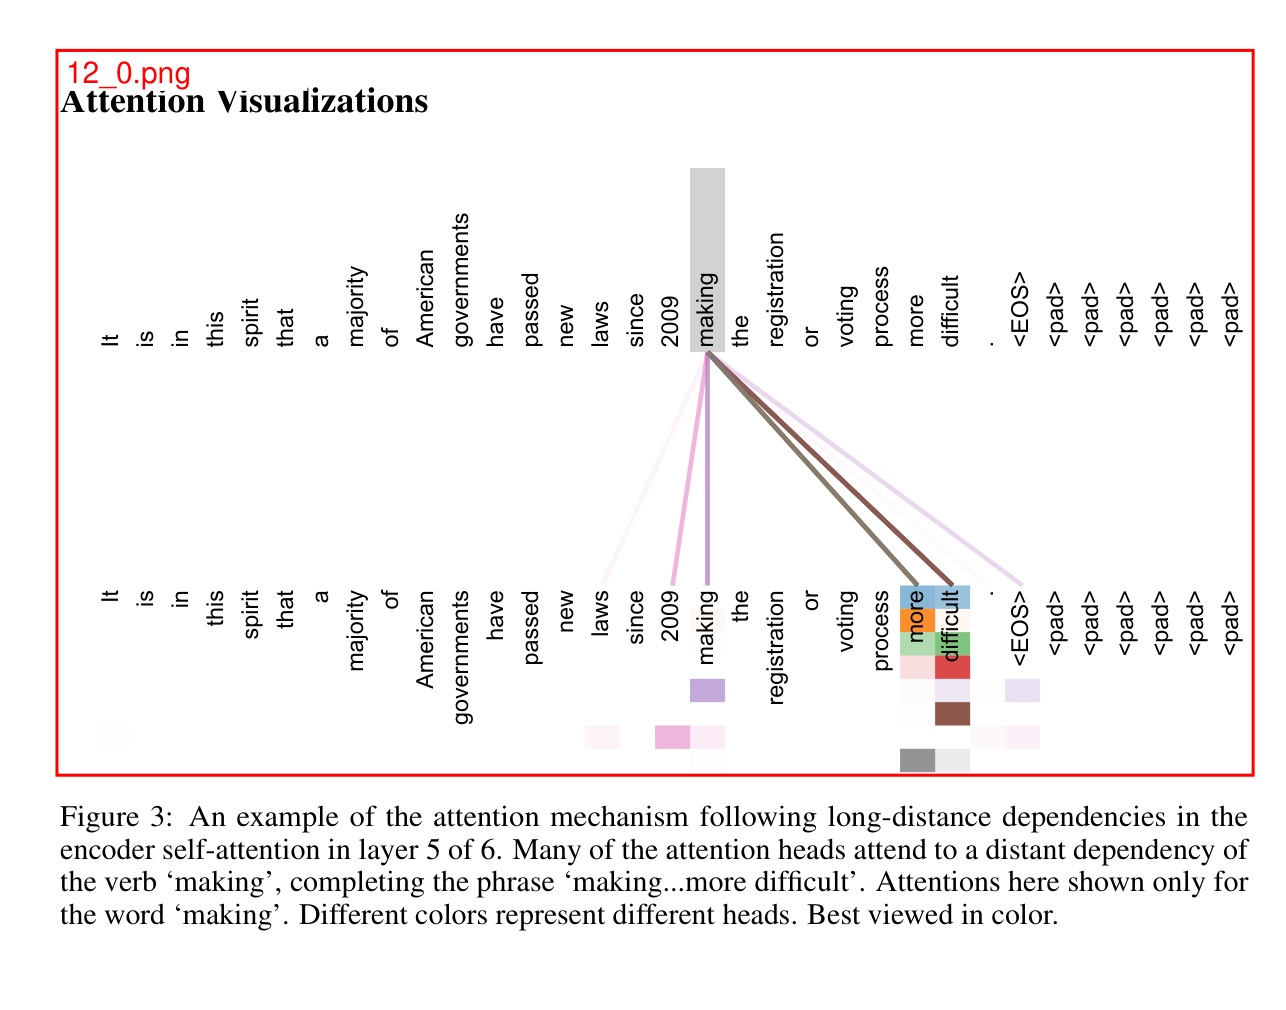 12_0.png
Attention Visualizations
It is in this spirit that a majority of American governments have passed new laws since 2009 making the registration or voting process more difficult . <EOS> <pad> <pad> <pad> <pad> <pad> <pad>
It is in this spirit that a majority of American governments have passed new laws since 2009 making the registration or voting process more difficult . <EOS> <pad> <pad> <pad> <pad> <pad> <pad>
Figure 3: An example of the attention mechanism following long-distance dependencies in the
encoder self-attention in layer 5 of 6. Many of the attention heads attend to a distant dependency of
the verb ‘making’, completing the phrase ‘making...more difficult’. Attentions here shown only for
the word ‘making’. Different colors represent different heads. Best viewed in color.